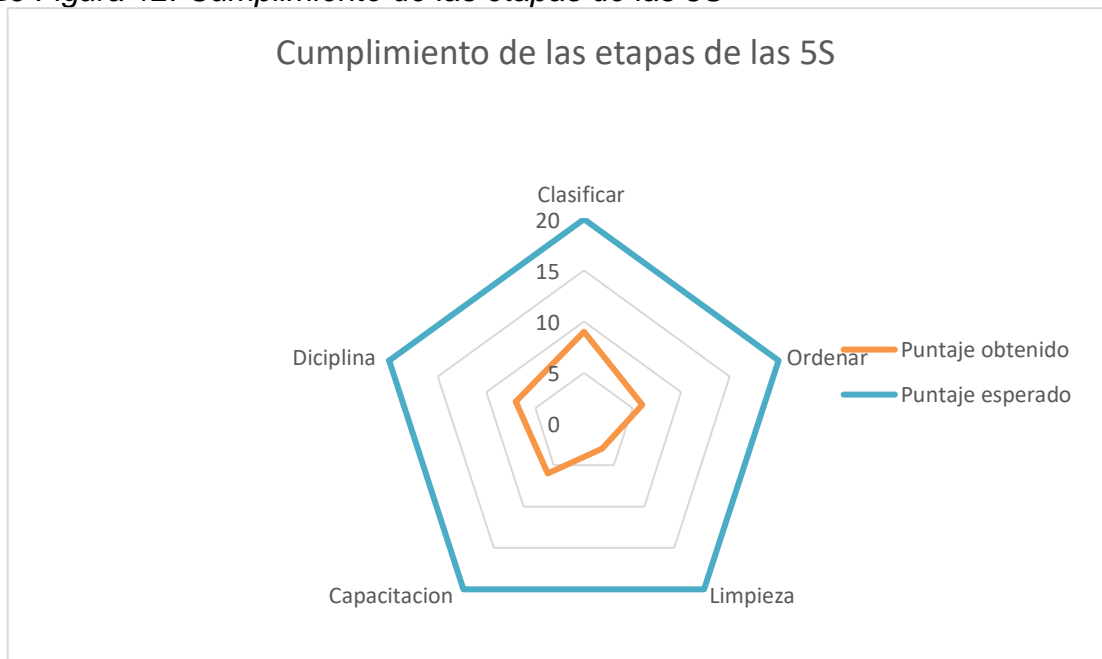 Cumplimiento de las etapas de las 5S
Clasificar
20
15
10
5
0
Diciplina
Ordenar
Puntaje obtenido
Puntaje esperado
Capacitacion
Limpieza